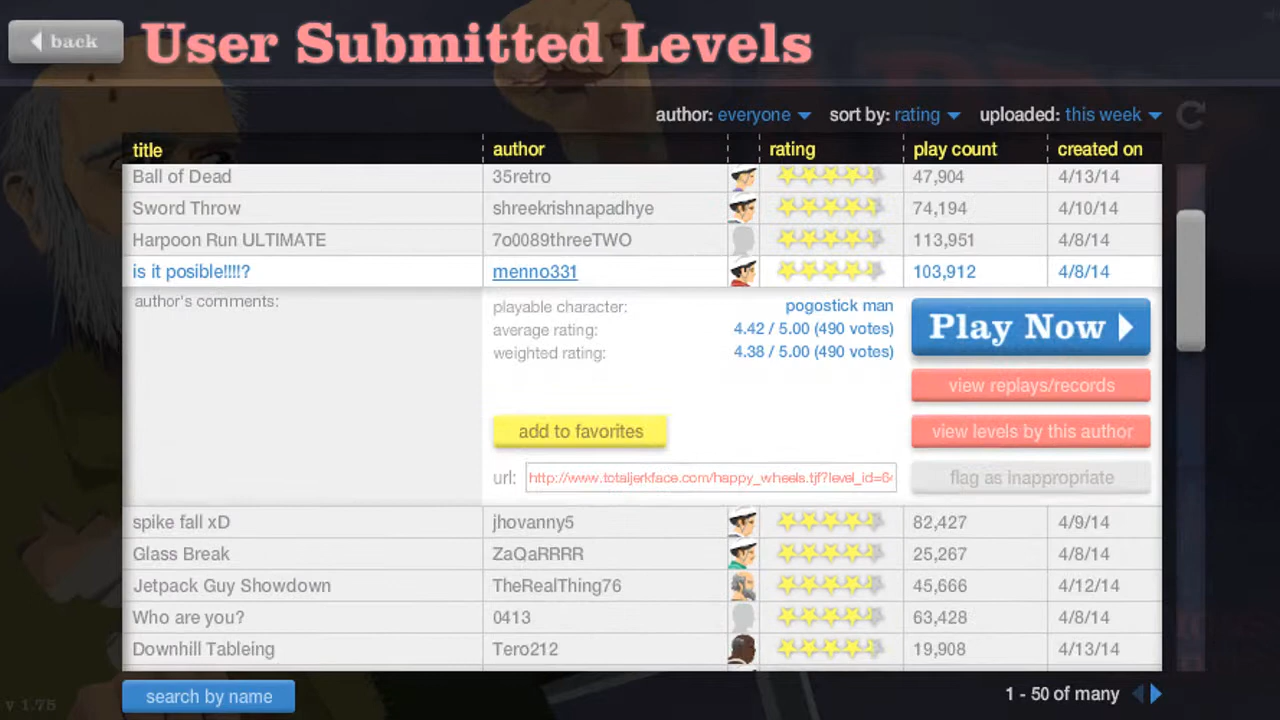 back
User Submitted Levels
author: everyone sort by: rating uploaded: this week
title author rating play count created on
Ball of Dead 35retro 47,904 4/13/14
Sword Throw shreekrishnapadhye 74,194 4/10/14
Harpoon Run ULTIMATE 7o0089threeTWO 113,951 4/8/14
is it posible!!!!? menno331 103,912 4/8/14
author's comments:
playable character: pogostick man
average rating: 4.42 / 5.00 (490 votes)
weighted rating: 4.38 / 5.00 (490 votes)
Play Now
view replays/records
add to favorites
view levels by this author
url: http://www.totaljerkface.com/happy_wheels.tjf?level_id=6
flag as inappropriate
spike fall xD jhovanny5 82,427 4/9/14
Glass Break ZaQaRRRR 25,267 4/8/14
Jetpack Guy Showdown TheRealThing76 45,666 4/12/14
Who are you? 0413 63,428 4/8/14
Downhill Tableing Tero212 19,908 4/13/14
search by name
1 - 50 of many
v 1.75